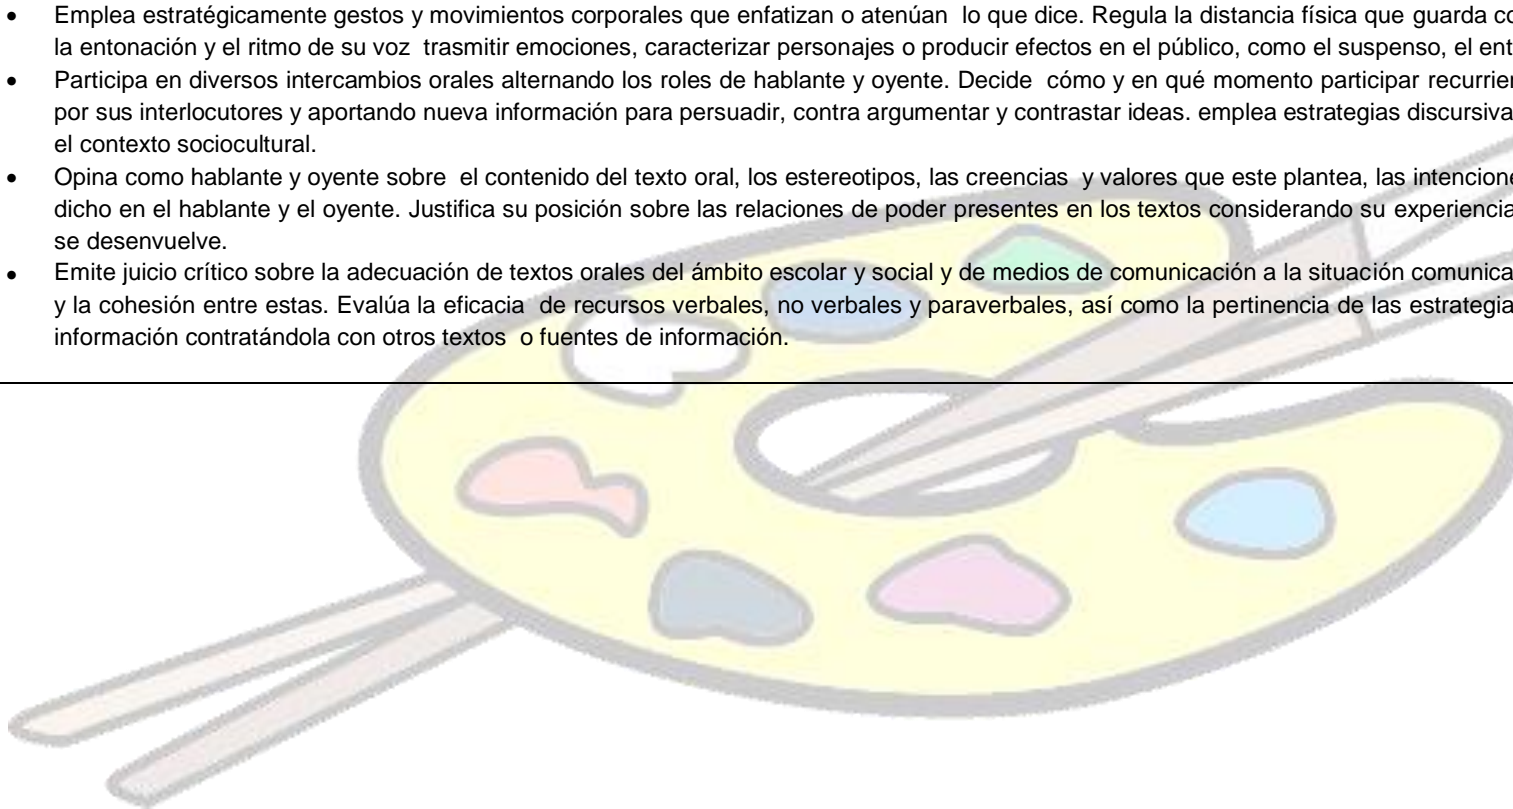 • Emplea estratégicamente gestos y movimientos corporales que enfatizan o atenúan lo que dice. Regula la distancia física que guarda
la entonación y el ritmo de su voz trasmitir emociones, caracterizar personajes o producir efectos en el público, como el suspenso, el
• Participa en diversos intercambios orales alternando los roles de hablante y oyente. Decide cómo y en qué momento participar
por sus interlocutores y aportando nueva información para persuadir, contra argumentar y contrastar ideas. emplea estrategias
el contexto sociocultural.
• Opina como hablante y oyente sobre el contenido del texto oral, los estereotipos, las creencias y valores que este plantea, las
dicho en el hablante y el oyente. Justifica su posición sobre las relaciones de poder presentes en los textos considerando su experiencia
se desenvuelve.
• Emite juicio crítico sobre la adecuación de textos orales del ámbito escolar y social y de medios de comunicación a la situación
y la cohesión entre estas. Evalúa la eficacia de recursos verbales, no verbales y paraverbales, así como la pertinencia de las
información contratándola con otros textos o fuentes de información.